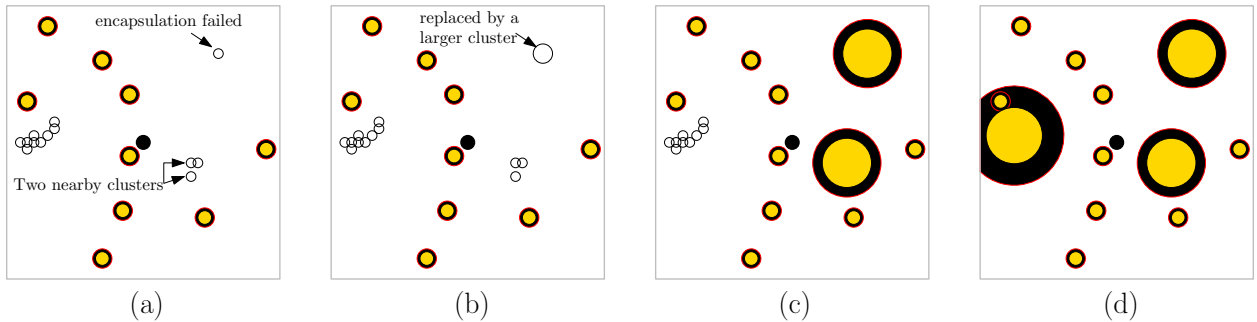 encapsulation failed
Two nearby clusters
replaced by a
larger cluster
(a)
(b)
(c)
(d)